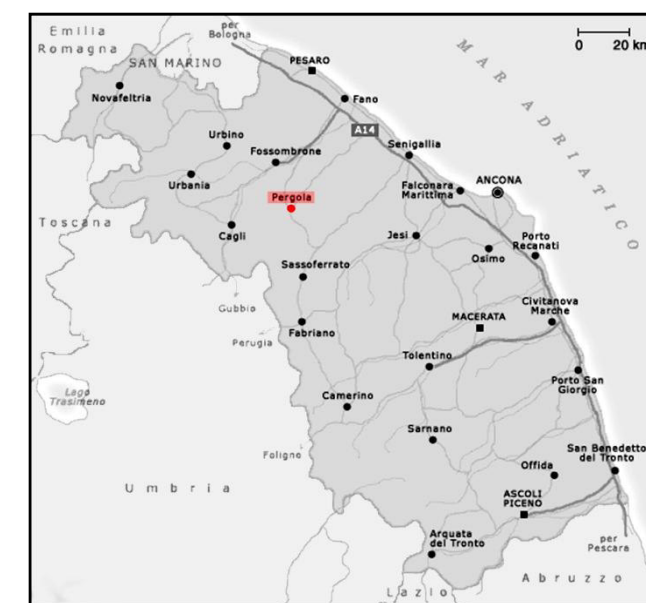 Emilia
Romagna
per
Bologna
0 20 km
MAR ADRIATICO
SAN MARINO
PESARO
Novafeltria
Fano
A14
Urbino
Fossombrone
Senigallia
Urbania
Pergola
Falconara
Marittima
ANCONA
Toscana
Cagli
Jesi
Osimo
Porto
Recanati
Sassoferrato
Gubbio
Civitanova
Marche
MACERATA
Fabriano
Perugia
Tolentino
Porto San
Giorgio
Lago
Trasimeno
Camerino
Sarnano
Foligno
San Benedetto
del Tronto
Offida
Umbria
ASCOLI
PICENO
Arquata
del Tronto
per
Pescara
Abruzzo
Lazio